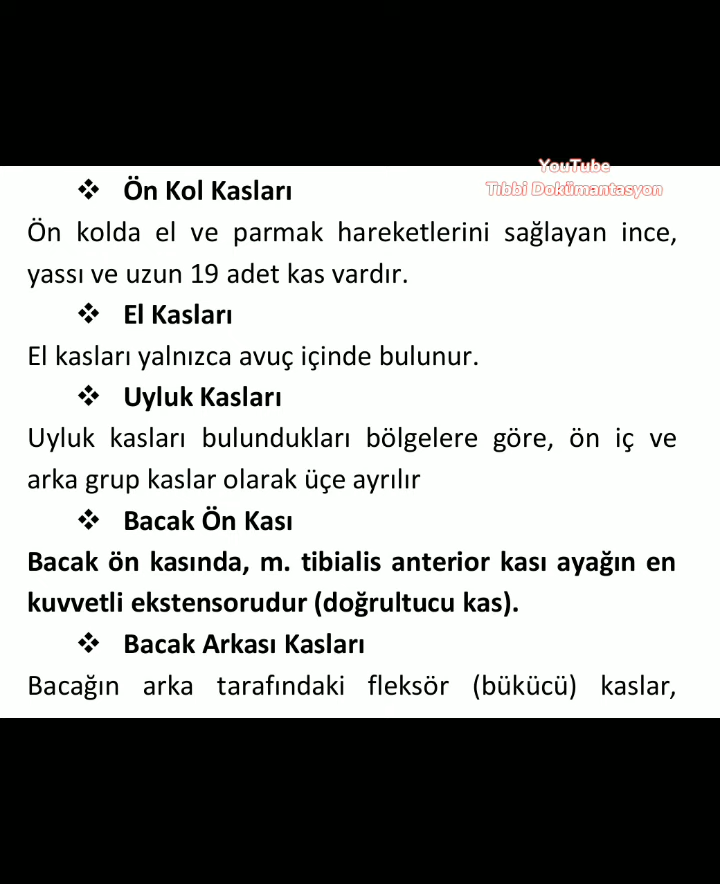 YouTube
Tıbbi Dokümantasyon
❖ Ön Kol Kasları
Ön kolda el ve parmak hareketlerini sağlayan ince,
yassı ve uzun 19 adet kas vardır.
❖ El Kasları
El kasları yalnızca avuç içinde bulunur.
❖ Uyluk Kasları
Uyluk kasları bulundukları bölgelere göre, ön iç ve
arka grup kaslar olarak üçe ayrılır
❖ Bacak Ön Kası
Bacak ön kasında, m. tibialis anterior kası ayağın en
kuvvetli ekstensorudur (doğrultucu kas).
❖ Bacak Arkası Kasları
Bacağın arka tarafındaki fleksör (bükücü) kaslar,